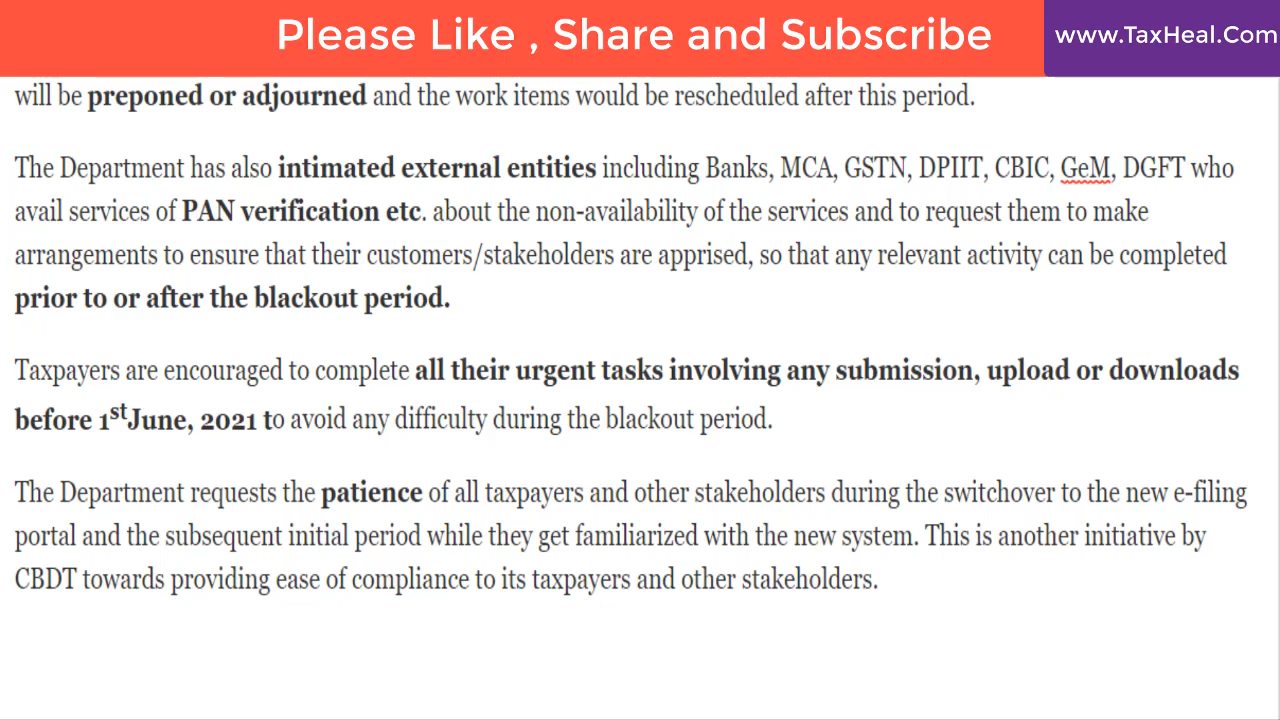 Please Like , Share and Subscribe
www.TaxHeal.Com
will be preponed or adjourned and the work items would be rescheduled after this period.
The Department has also intimated external entities including Banks, MCA, GSTN, DPIIT, CBIC, GeM, DGFT who
avail services of PAN verification etc. about the non-availability of the services and to request them to make
arrangements to ensure that their customers/stakeholders are apprised, so that any relevant activity can be completed
prior to or after the blackout period.
Taxpayers are encouraged to complete all their urgent tasks involving any submission, upload or downloads
before 1stJune, 2021 to avoid any difficulty during the blackout period.
The Department requests the patience of all taxpayers and other stakeholders during the switchover to the new e-filing
portal and the subsequent initial period while they get familiarized with the new system. This is another initiative by
CBDT towards providing ease of compliance to its taxpayers and other stakeholders.